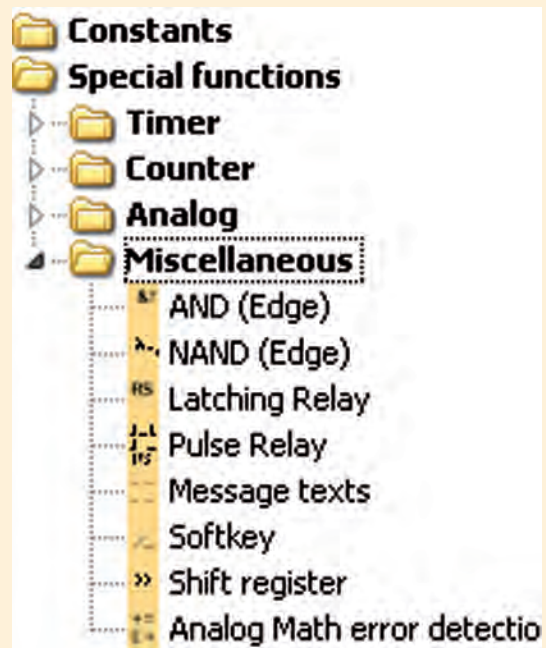 Constants
Special functions
Timer
Counter
Analog
Miscellaneous
AND (Edge)
NAND (Edge)
RS Latching Relay
Pulse Relay
Message texts
Softkey
Shift register
Analog Math error detectio